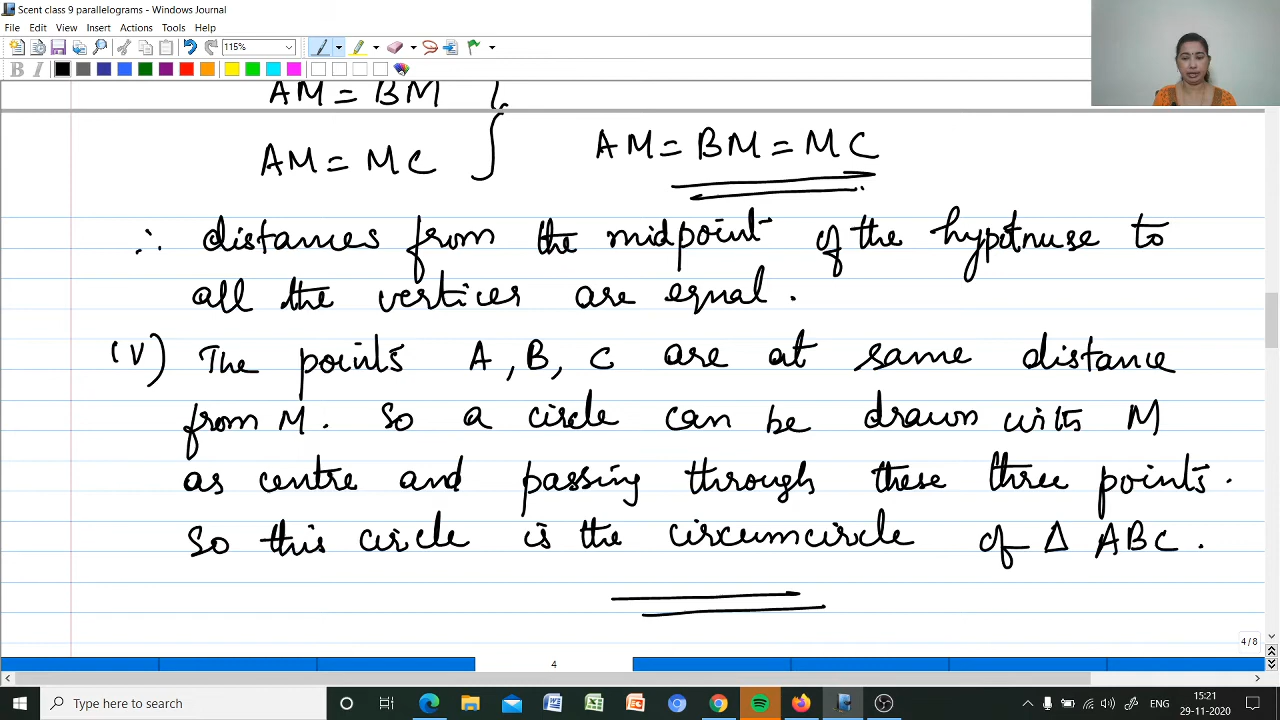 Scent class 9 parallelograms - Windows Journal
File Edit View Insert Actions Tools Help
115%
B I
AM = BM
AM = MC
AM = BM = MC
∴ distances from the midpoint of the hypotnuse to
all the vertices are equal.
(V) The points A, B, C are at same distance
from M. So a circle can be drawn with M
as centre and passing through these three points.
So this circle is the circumcircle of Δ ABC.
4/8
4
Type here to search
ENG
15:21
29-11-2020